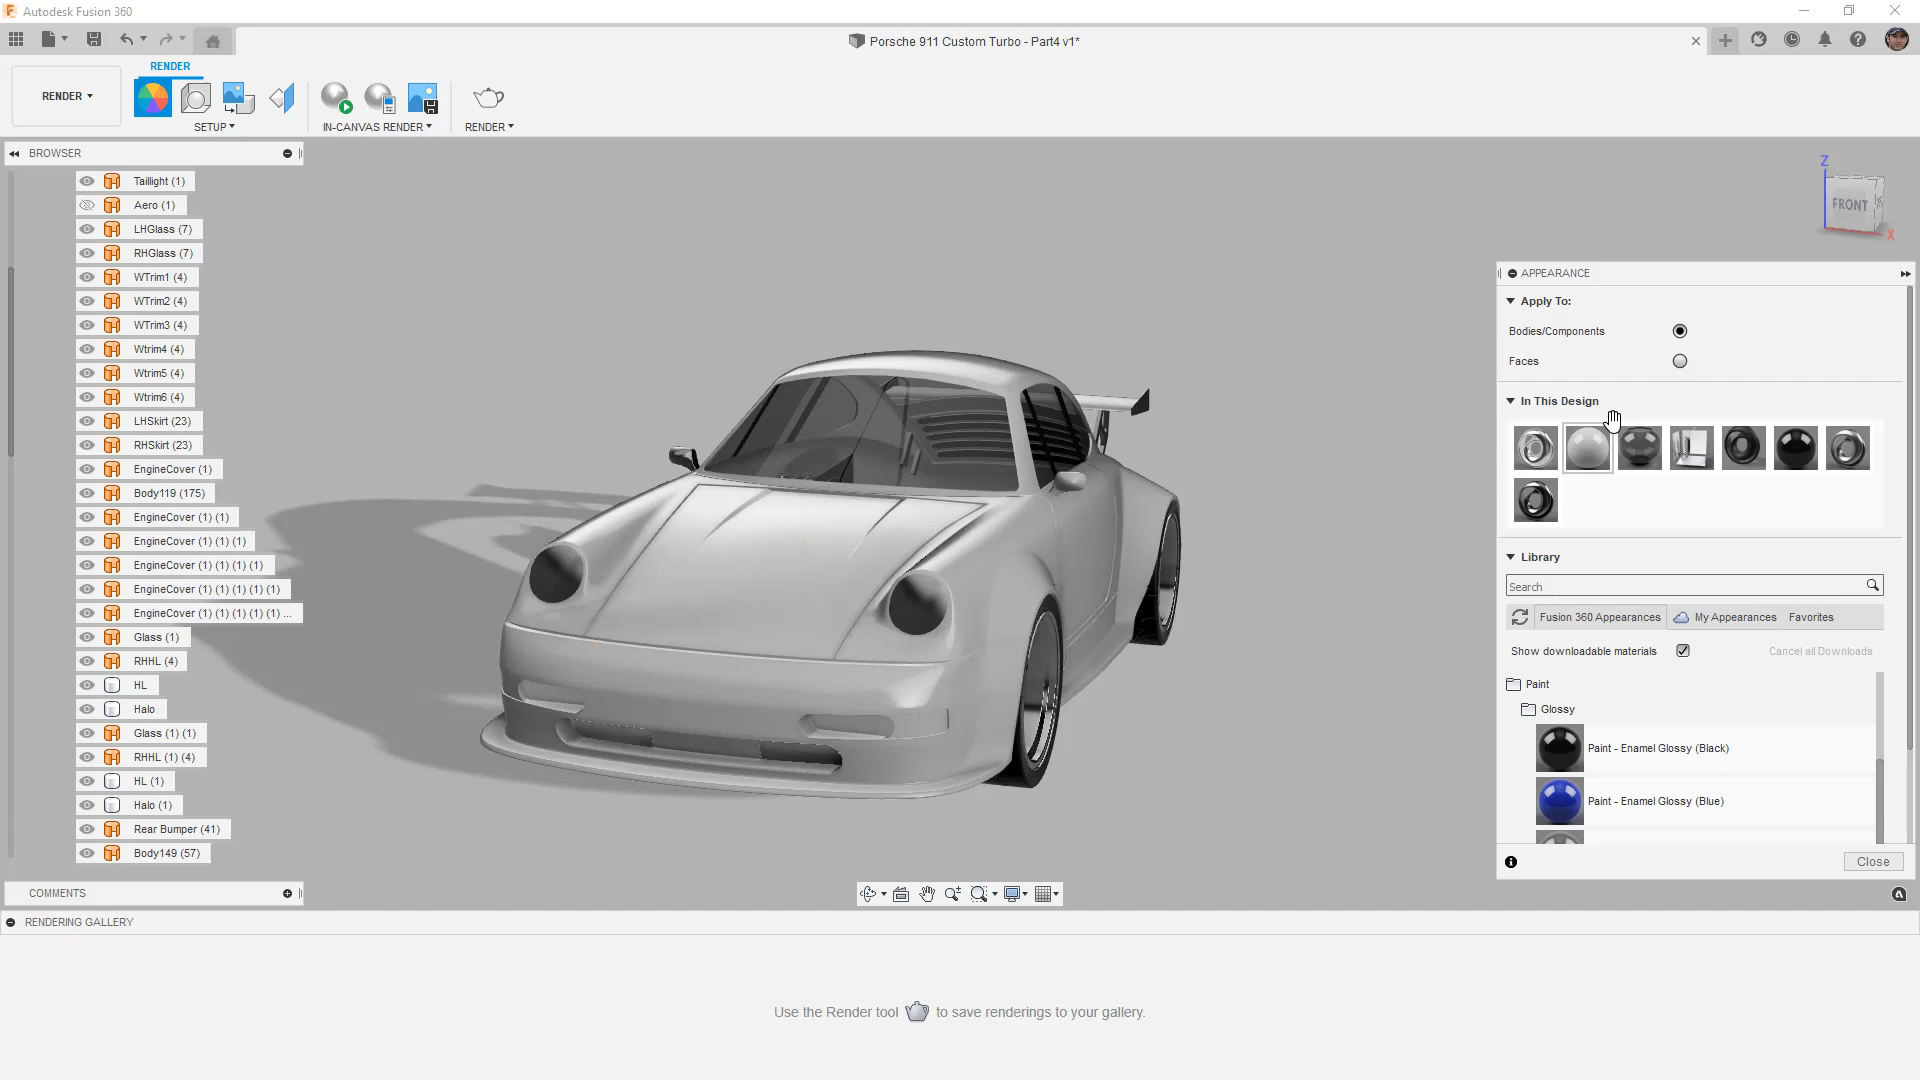 Autodesk Fusion 360
Porsche 911 Custom Turbo - Part4 v1*
RENDER
RENDER
SETUP
IN-CANVAS RENDER
RENDER
BROWSER
Taillight (1)
Aero (1)
LHGlass (7)
RHGlass (7)
WTrim1 (4)
WTrim2 (4)
WTrim3 (4)
Wtrim4 (4)
Wtrim5 (4)
Wtrim6 (4)
LHSkirt (23)
RHSkirt (23)
EngineCover (1)
Body119 (175)
EngineCover (1) (1)
EngineCover (1) (1) (1)
EngineCover (1) (1) (1) (1)
EngineCover (1) (1) (1) (1) (1)
EngineCover (1) (1) (1) (1) (1) ...
Glass (1)
RHHL (4)
HL
Halo
Glass (1) (1)
RHHL (1) (4)
HL (1)
Halo (1)
Rear Bumper (41)
Body149 (57)
COMMENTS
Z
FRONT
X
APPEARANCE
Apply To:
Bodies/Components
Faces
In This Design
Library
Search
Fusion 360 Appearances
My Appearances
Favorites
Show downloadable materials
Cancel all Downloads
Paint
Glossy
Paint - Enamel Glossy (Black)
Paint - Enamel Glossy (Blue)
Close
RENDERING GALLERY
Use the Render tool to save renderings to your gallery.